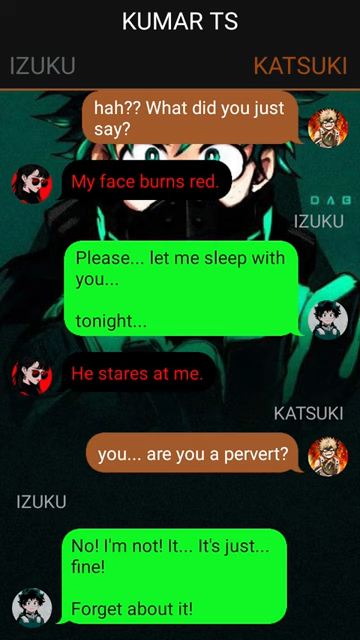 KUMAR TS
IZUKU
KATSUKI
hah?? What did you just
say?
My face burns red.
DAB
IZUKU
Please... let me sleep with
you...
tonight...
He stares at me.
KATSUKI
you... are you a pervert?
IZUKU
No! I'm not! It... It's just...
fine!
Forget about it!